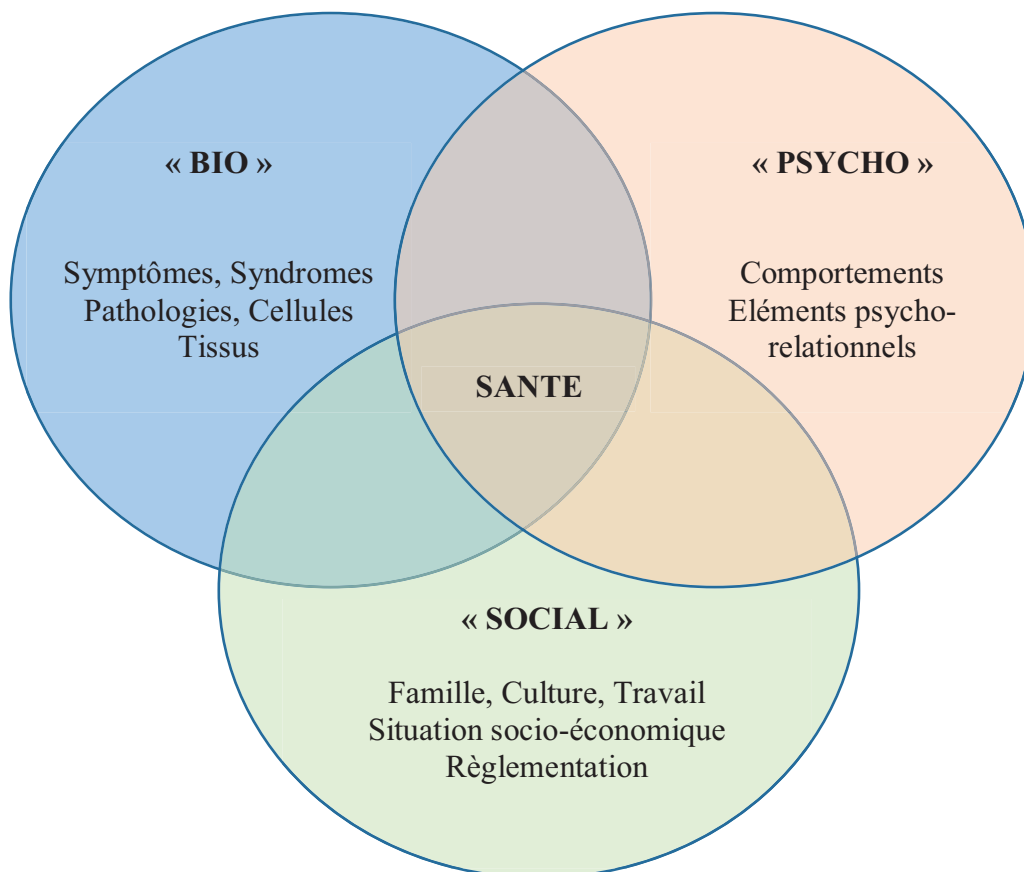 « BIO »
Symptômes, Syndromes
Pathologies, Cellules
Tissus
« PSYCHO »
Comportements
Eléments psycho-
relationnels
SANTE
« SOCIAL »
Famille, Culture, Travail
Situation socio-économique
Règlementation